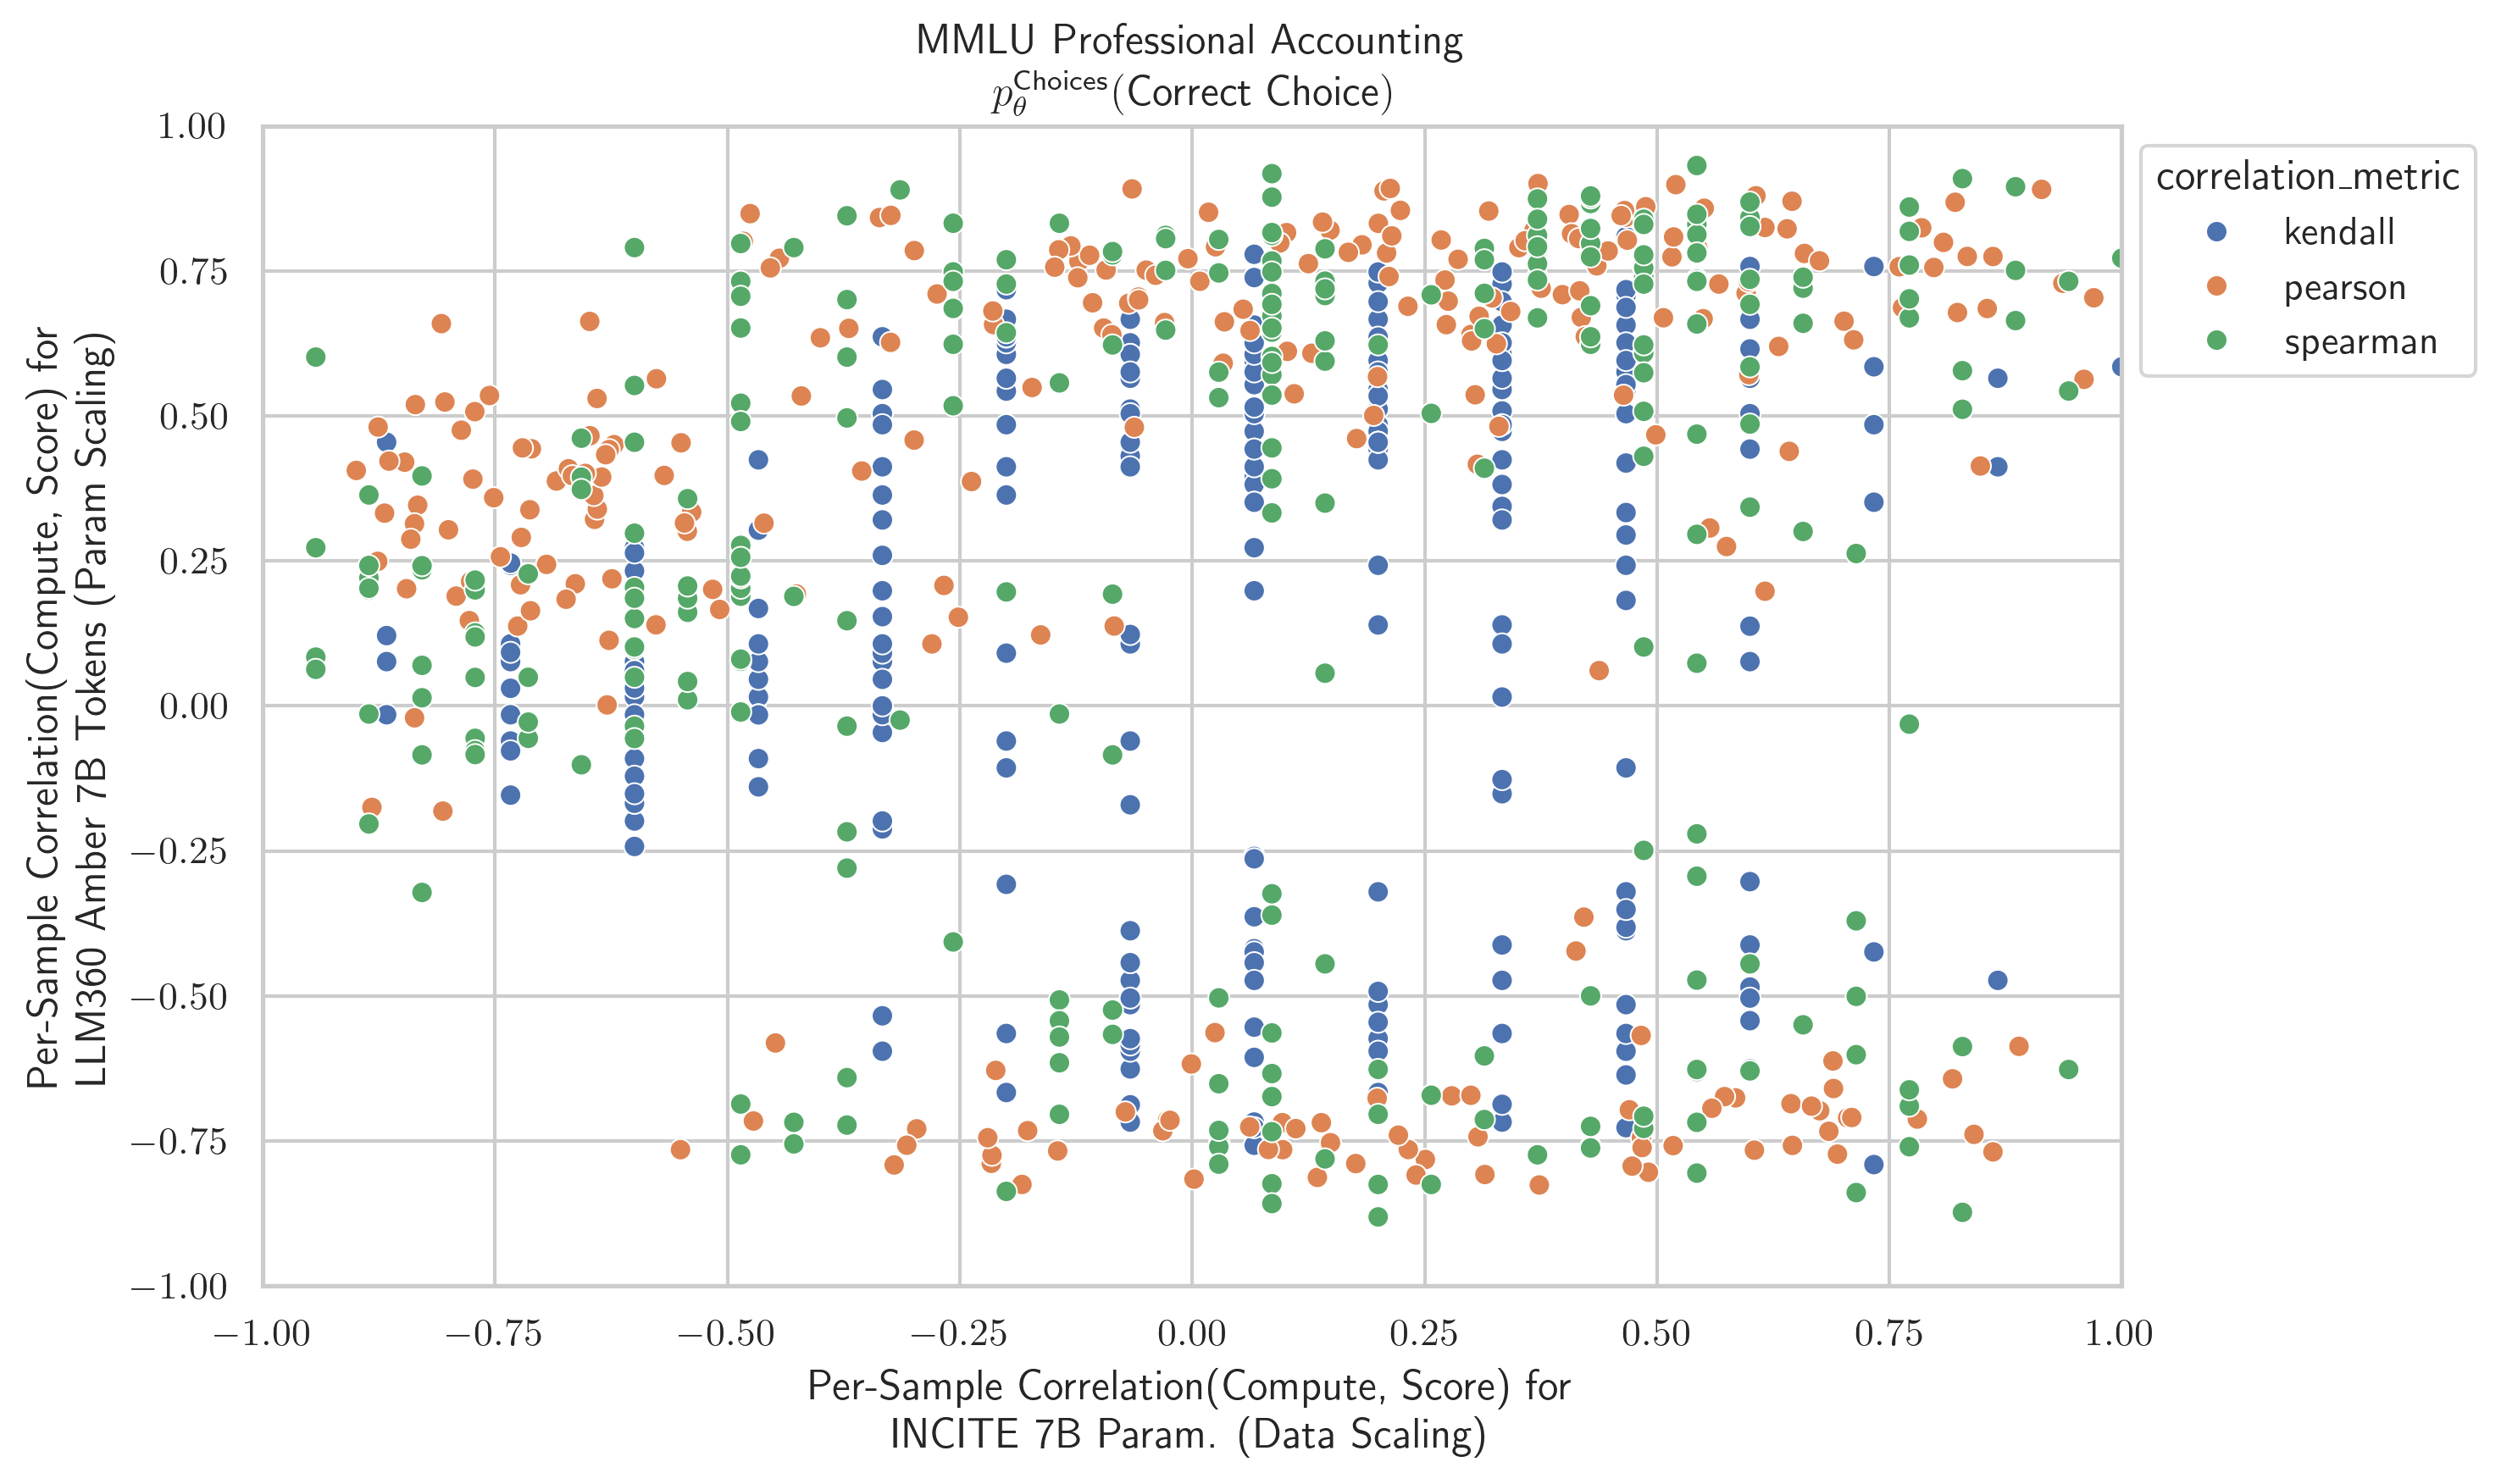 MMLU Professional Accounting
p_θ^Choices(Correct Choice)
Per-Sample Correlation(Compute, Score) for
LLM360 Amber 7B Tokens (Param Scaling)
1.00
0.75
0.50
0.25
0.00
−0.25
−0.50
−0.75
−1.00
−1.00 −0.75 −0.50 −0.25 0.00 0.25 0.50 0.75 1.00
Per-Sample Correlation(Compute, Score) for
INCITE 7B Param. (Data Scaling)
correlation_metric
kendall
pearson
spearman